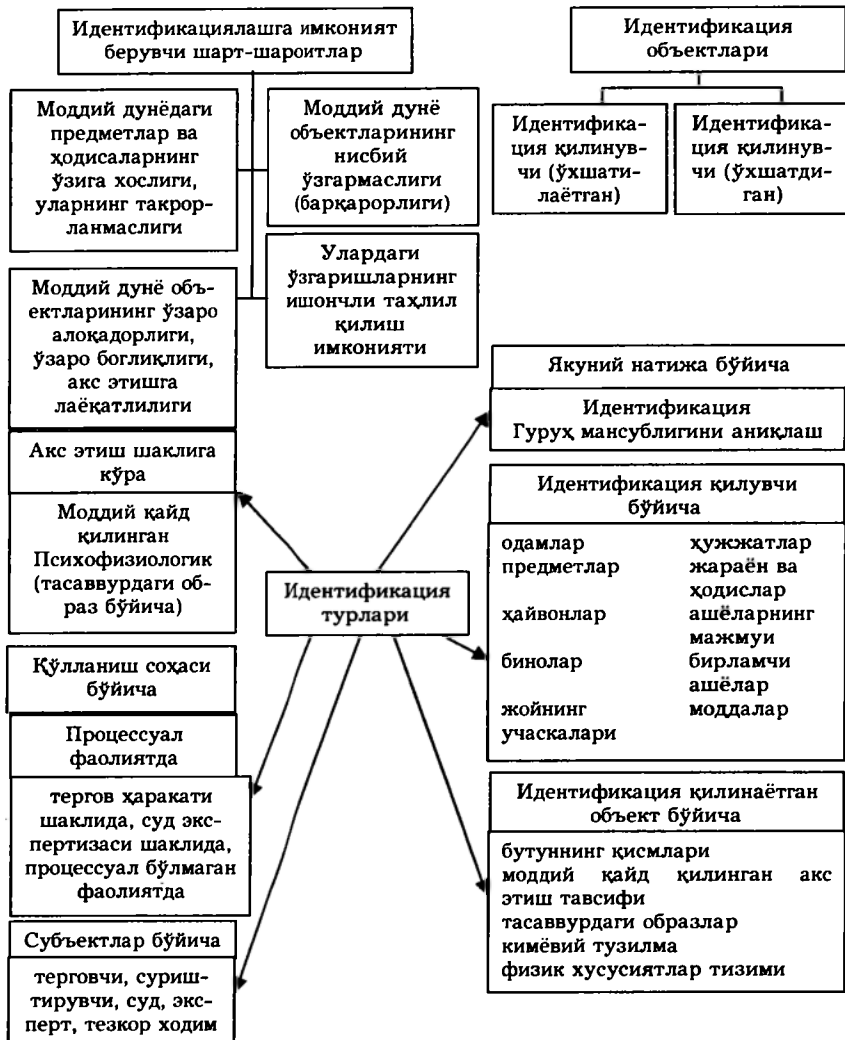 Идентификациялашга имконият
берувчи шарт-шароитлар
Идентификация
объектлари
Моддий дунёдаги
предметлар ва
ҳодисаларнинг
ўзига хослиги,
уларнинг такрор-
ланмаслиги
Моддий дунё
объектларининг
нисбий
ўзгармаслиги
(барқарорлиги)
Идентифика-
ция қилинув-
чи (ўхшати-
лаётган)
Идентифика-
ция қилинув-
чи (ўхшатди-
ган)
Моддий дунё объ-
ектларининг ўзаро
алоқадорлиги,
ўзаро боглиқлиги,
акс этишга
лаёқатлилиги
Улардаги
ўзгаришларнинг
ишончли таҳлил
қилиш
имконияти
Якуний натижа бўйича
Идентификация
Гуруҳ мансублигини аниқлаш
Акс этиш шаклига
кўра
Моддий қайд
қилинган
Психофизиологик
(тасаввурдаги об-
раз бўйича)
Идентификация қилувчи
бўйича
одамлар ҳужжатлар
предметлар жараён ва
ҳодислар
ҳайвонлар ашёларнинг
мажмуи
бинолар бирламчи
ашёлар
жойнинг моддалар
учаскалари
Идентификация
турлари
Қўлланиш соҳаси
бўйича
Процессуал
фаолиятда
тергов ҳаракати
шаклида, суд экс-
пертизаси шаклида,
процессуал бўлмаган
фаолиятда
Идентификация қилинаётган
объект бўйича
бутуннинг қисмлари
моддий қайд қилинган акс
этиш тавсифи
тасаввурдаги образлар
кимёвий тузилма
физик хусусиятлар тизими
Субъектлар бўйича
терговчи, суриш-
тирувчи, суд, экс-
перт, тезкор ходим